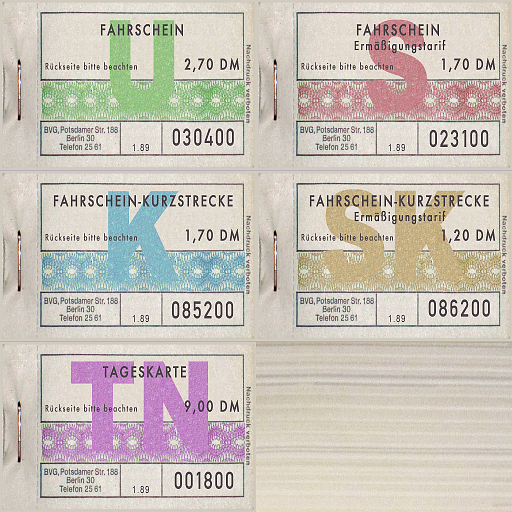 FAHRSCHEIN
U
Rückseite bitte beachten 2,70 DM
BVG, Potsdamer Str. 188
Berlin 30
Telefon 25 61
1.89
030400
Nachdruck verboten
FAHRSCHEIN
Ermäßigungstarif
S
Rückseite bitte beachten 1,70 DM
BVG, Potsdamer Str. 188
Berlin 30
Telefon 25 61
1.89
023100
Nachdruck verboten
FAHRSCHEIN-KURZSTRECKE
K
Rückseite bitte beachten 1,70 DM
BVG, Potsdamer Str. 188
Berlin 30
Telefon 25 61
1.89
085200
Nachdruck verboten
FAHRSCHEIN-KURZSTRECKE
Ermäßigungstarif
SK
Rückseite bitte beachten 1,20 DM
BVG, Potsdamer Str. 188
Berlin 30
Telefon 25 61
1.89
086200
Nachdruck verboten
TAGESKARTE
TN
Rückseite bitte beachten 9,00 DM
BVG, Potsdamer Str. 188
Berlin 30
Telefon 25 61
1.89
001800
Nachdruck verboten